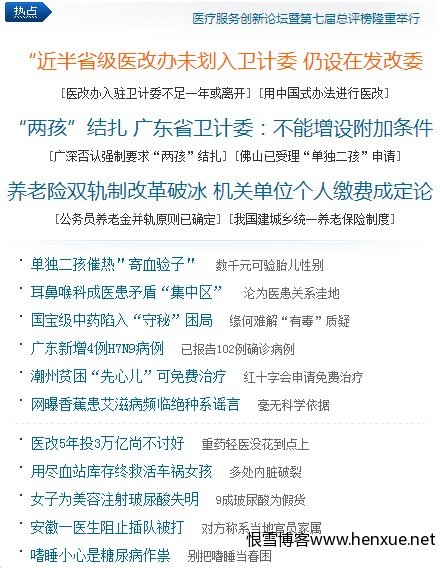 热点
医疗服务创新论坛暨第七届总评榜隆重举行
“近半省级医改办未划入卫计委 仍设在发改委
[医改办入驻卫计委不足一年或离开] [用中国式办法进行医改]
“两孩”结扎 广东省卫计委：不能增设附加条件
[广深否认强制要求“两孩”结扎] [佛山已受理“单独二孩”申请]
养老险双轨制改革破冰 机关单位个人缴费成定论
[公务员养老金并轨原则已确定] [我国建城乡统一养老保险制度]
单独二孩催热"寄血验子" 数千元可验胎儿性别
耳鼻喉科成医患矛盾“集中区” 沦为医患关系洼地
国宝级中药陷入“守秘”困局 缘何难解“有毒”质疑
广东新增4例H7N9病例 已报告102例确诊病例
潮州贫困“先心儿”可免费治疗 红十字会申请免费治疗
网曝香蕉患艾滋病频临绝种系谣言 毫无科学依据
医改5年投3万亿尚不讨好 重药轻医没花到点上
用尽血站库存终救活车祸女孩 多处内脏破裂
女子为美容注射玻尿酸失明 9成玻尿酸为假货
安徽一医生阻止插队被打 对方称系当地官员家属
嗜睡小心是糖尿病作祟 别把嗜睡当春困
恨雪博客www.henxue.net